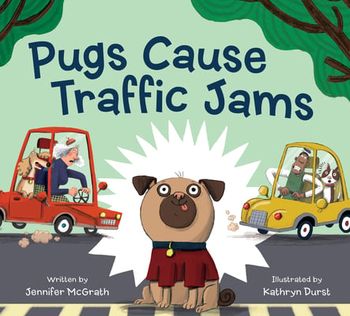 Pugs Cause
Traffic Jams
Written by
Jennifer McGrath
Illustrated by
Kathryn Durst